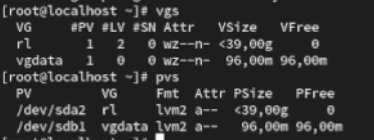 [root@localhost ~]# vgs
  VG     #PV #LV #SN Attr   VSize   VFree
  rl       1   2   0 wz--n- <39,00g      0
  vgdata   1   0   0 wz--n-  96,00m 96,00m
[root@localhost ~]# pvs
  PV         VG     Fmt  Attr PSize   PFree
  /dev/sda2  rl     lvm2 a--  <39,00g      0
  /dev/sdb1  vgdata lvm2 a--   96,00m 96,00m